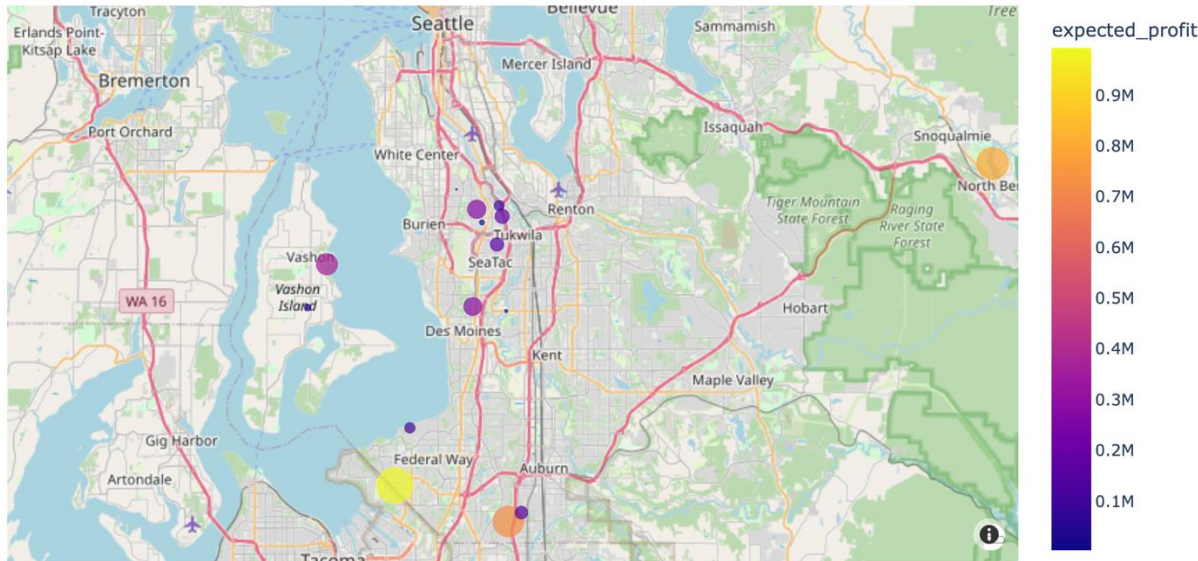 Tracyton
Seattle
Bellevue
Erlands Point-
Kitsap Lake
Sammamish
Tree
expected_profit
Mercer Island
Bremerton
0.9M
Port Orchard
Issaquah
Snoqualmie
0.8M
White Center
0.7M
North Be
Tiger Mountain
State Forest
Raging
River State
Forest
Renton
Burien
Tukwila
0.6M
Vashon
SeaTac
Vashon
Island
WA 16
0.5M
Hobart
Des Moines
Kent
0.4M
Maple Valley
0.3M
Gig Harbor
Federal Way
Auburn
0.2M
Artondale
0.1M
Tacoma